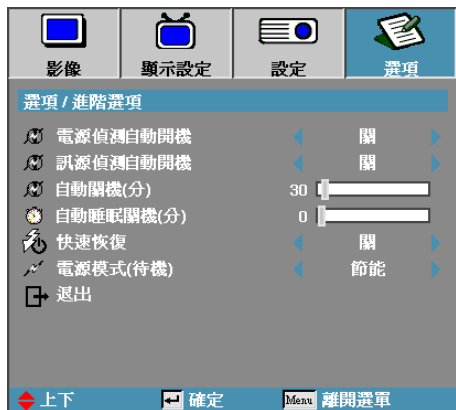 影像 顯示設定 設定 選項
選項 / 進階選項
電源偵測自動開機 關
訊源偵測自動開機 關
自動關機(分) 30
自動睡眠關機(分) 0
快速恢復 關
電源模式(待機) 節能
退出
上下 確定 Menu 離開選單